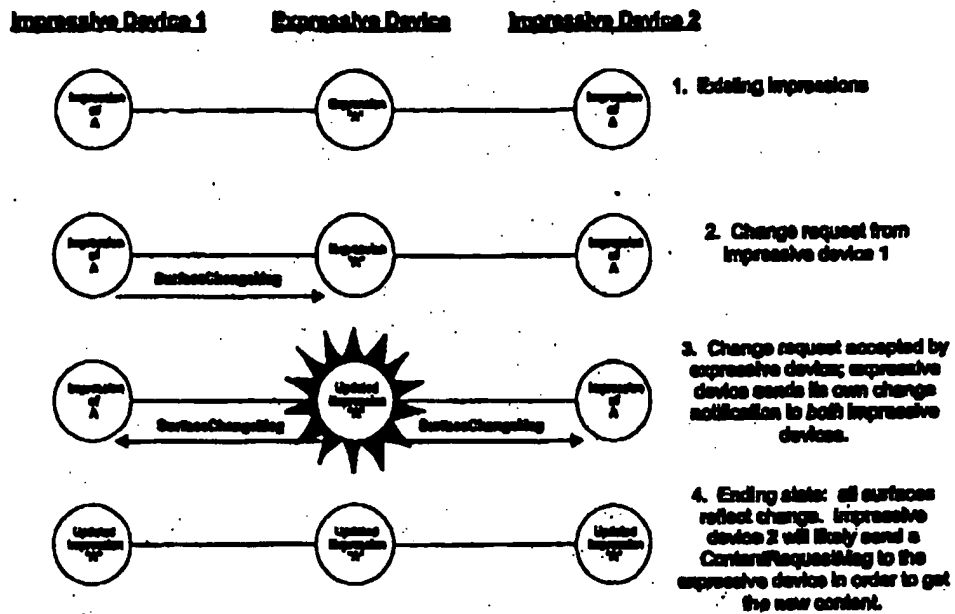 Impressive Device 1
Expressive Device
Impressive Device 2
Impression
of
A
Expression
"A"
Impression
of
A
1. Existing impressions
Impression
of
A
Expression
"A"
Impression
of
A
SurfaceChangeMsg
2. Change request from
impressive device 1
Impression
of
A
Updated
Expression
Impression
of
A
SurfaceChangeMsg
SurfaceChangeMsg
3. Change request accepted by
expressive device; expressive
device sends its own change
notification to both impressive
devices.
Updated
Impression
Updated
Expression
Updated
Impression
4. Ending state: all surfaces
reflect change. Impressive
device 2 will likely send a
ContentRequestMsg to the
expressive device in order to get
the new content.